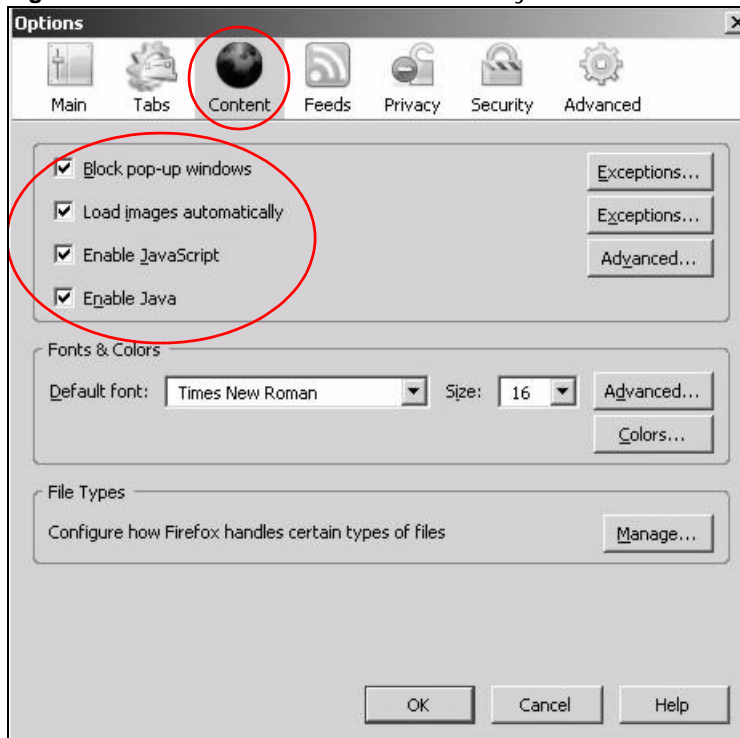 Options
Main Tabs Content Feeds Privacy Security Advanced
Block pop-up windows Exceptions...
Load images automatically Exceptions...
Enable JavaScript Advanced...
Enable Java
Fonts & Colors
Default font: Times New Roman Size: 16 Advanced...
Colors...
File Types
Configure how Firefox handles certain types of files Manage...
OK Cancel Help